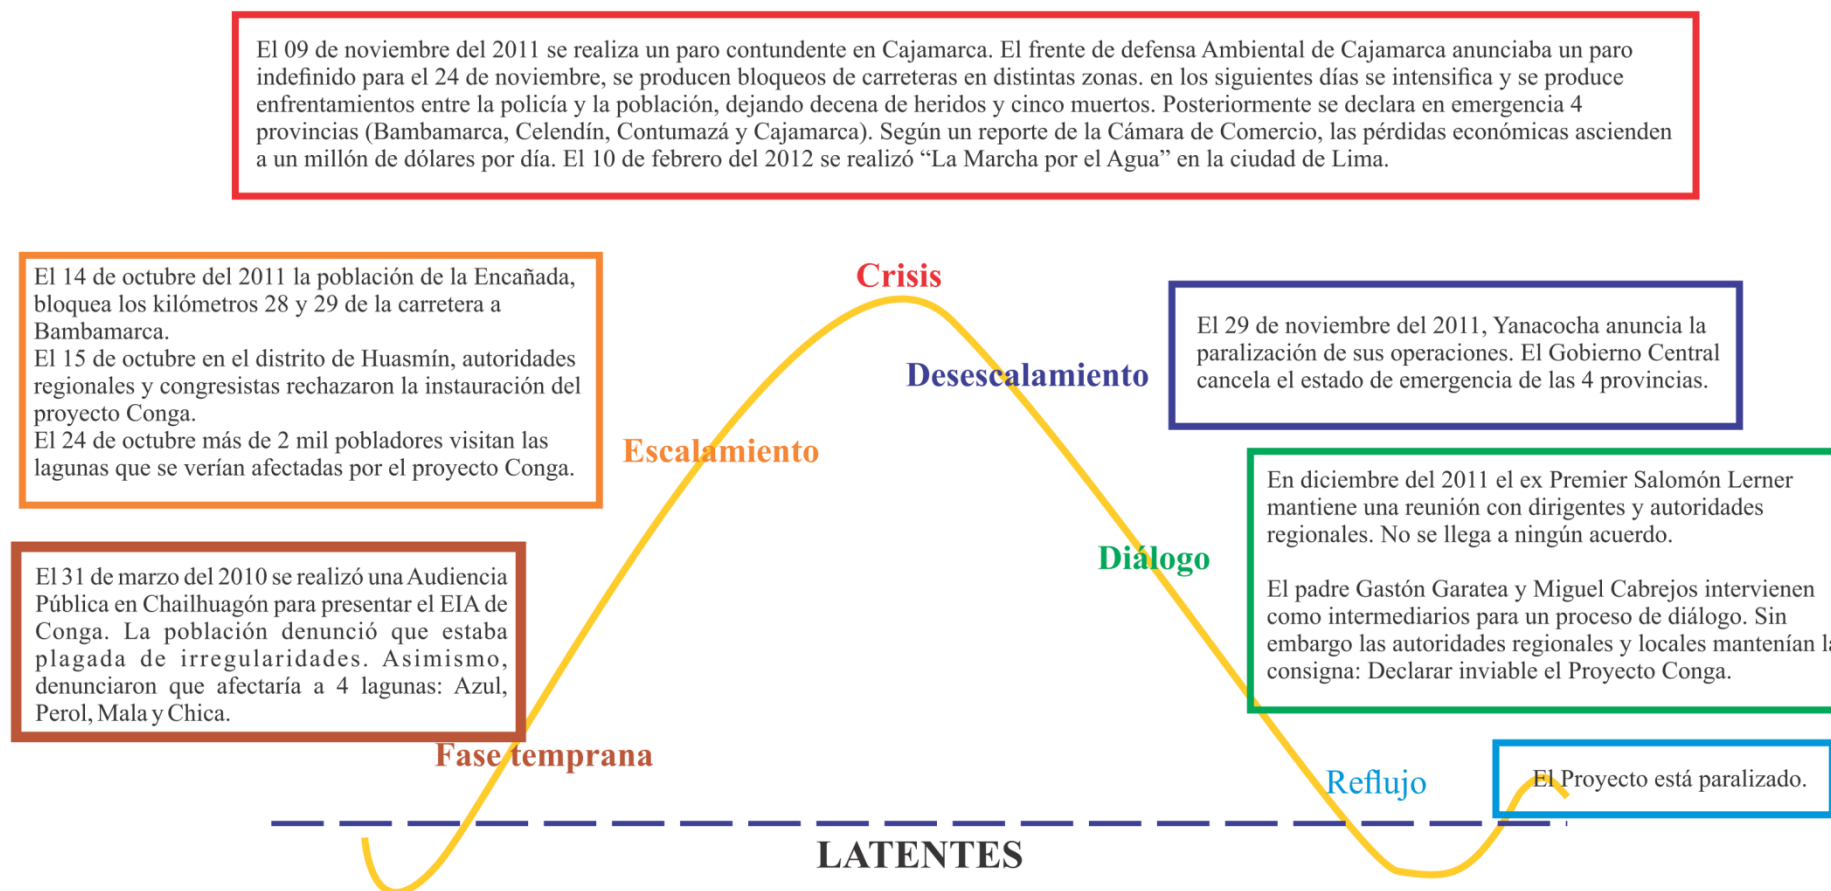 El 09 de noviembre del 2011 se realiza un paro contundente en Cajamarca. El frente de defensa Ambiental de Cajamarca anunciaba un paro
indefinido para el 24 de noviembre, se producen bloqueos de carreteras en distintas zonas. en los siguientes días se intensifica y se produce
enfrentamientos entre la policía y la población, dejando decena de heridos y cinco muertos. Posteriormente se declara en emergencia 4
provincias (Bambamarca, Celendín, Contumazá y Cajamarca). Según un reporte de la Cámara de Comercio, las pérdidas económicas ascienden
a un millón de dólares por día. El 10 de febrero del 2012 se realizó “La Marcha por el Agua” en la ciudad de Lima.
El 14 de octubre del 2011 la población de la Encañada,
bloquea los kilómetros 28 y 29 de la carretera a
Bambamarca.
El 15 de octubre en el distrito de Huasmín, autoridades
regionales y congresistas rechazaron la instauración del
proyecto Conga.
El 24 de octubre más de 2 mil pobladores visitan las
lagunas que se verían afectadas por el proyecto Conga.
Crisis
Desescalamiento
El 29 de noviembre del 2011, Yanacocha anuncia la
paralización de sus operaciones. El Gobierno Central
cancela el estado de emergencia de las 4 provincias.
Escalamiento
En diciembre del 2011 el ex Premier Salomón Lerner
mantiene una reunión con dirigentes y autoridades
regionales. No se llega a ningún acuerdo.
El padre Gastón Garatea y Miguel Cabrejos intervienen
como intermediarios para un proceso de diálogo. Sin
embargo las autoridades regionales y locales mantenían la
consigna: Declarar inviable el Proyecto Conga.
Diálogo
El 31 de marzo del 2010 se realizó una Audiencia
Pública en Chailhuagón para presentar el EIA de
Conga. La población denunció que estaba
plagada de irregularidades. Asimismo,
denunciaron que afectaría a 4 lagunas: Azul,
Perol, Mala y Chica.
Fase temprana
Reflujo
El Proyecto está paralizado.
LATENTES